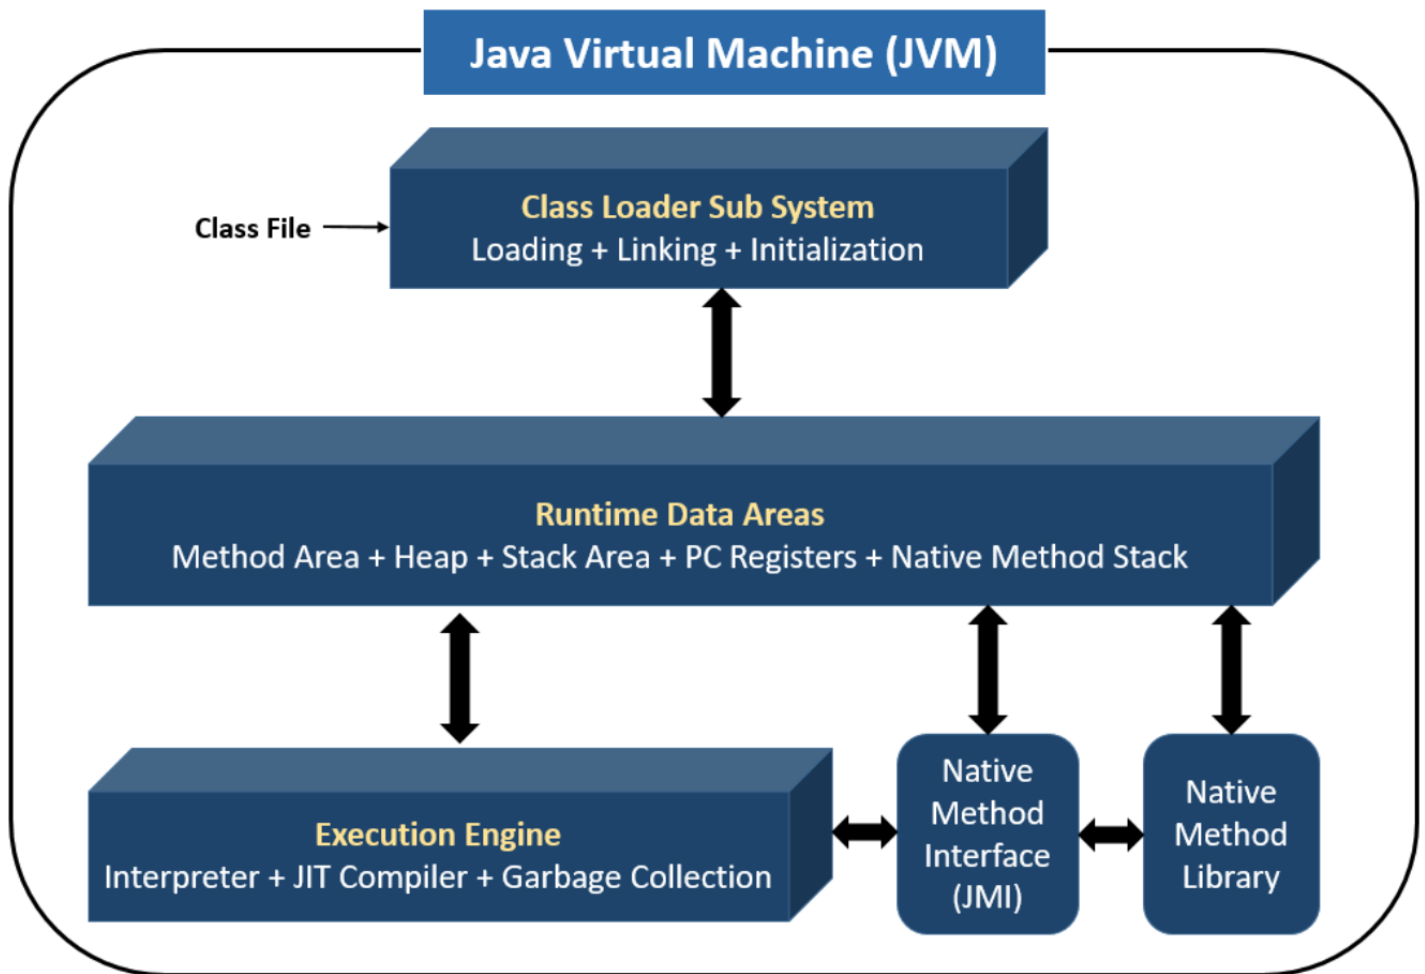 Java Virtual Machine (JVM)
Class Loader Sub System
Class File
Loading + Linking + Initialization
Runtime Data Areas
Method Area + Heap + Stack Area + PC Registers + Native Method Stack
Execution Engine
Interpreter + JIT Compiler + Garbage Collection
Native
Method
Interface
(JMI)
Native
Method
Library